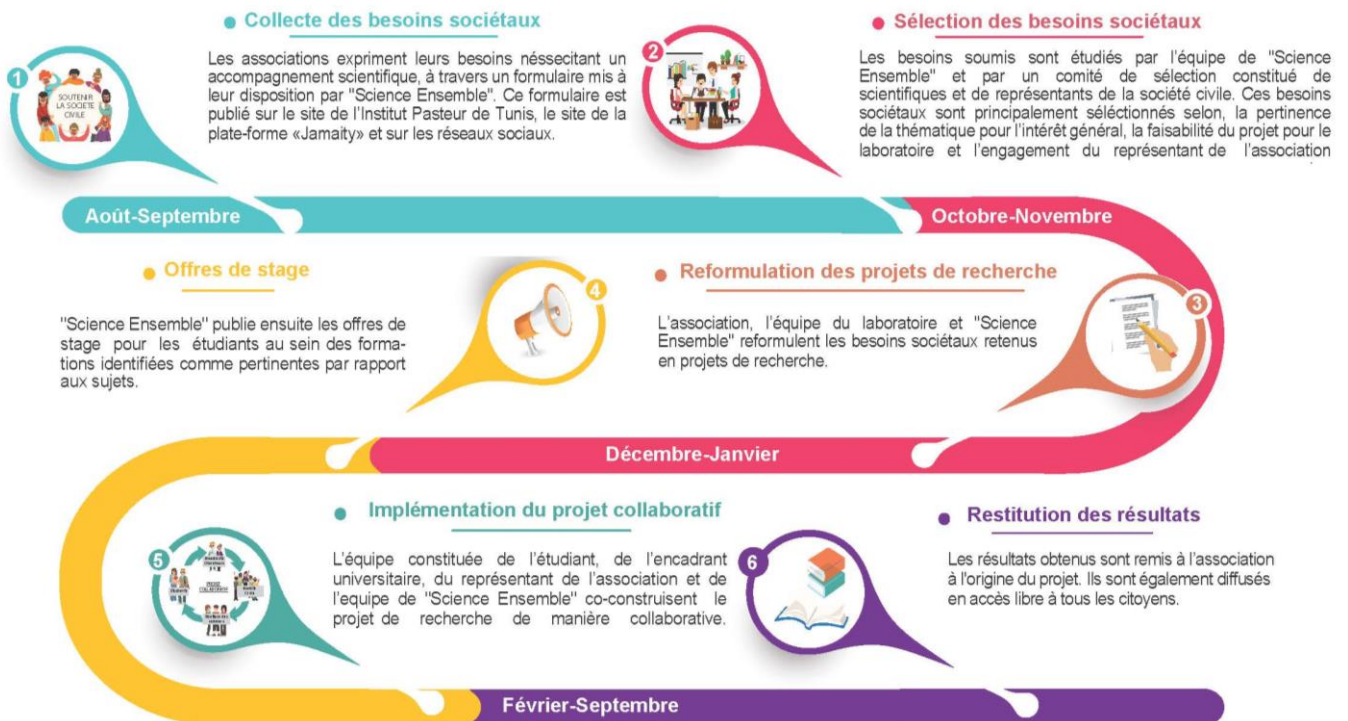 Collecte des besoins sociétaux
1
SOUTENIR
LA SOCIETE
CIVILE
Les associations expriment leurs besoins néssecitant un
accompagnement scientifique, à travers un formulaire mis à
leur disposition par "Science Ensemble". Ce formulaire est
publié sur le site de l'Institut Pasteur de Tunis, le site de la
plate-forme «Jamaity» et sur les réseaux sociaux.
Sélection des besoins sociétaux
2
Les besoins soumis sont étudiés par l'équipe de "Science
Ensemble" et par un comité de sélection constitué de
scientifiques et de représentants de la société civile. Ces besoins
sociétaux sont principalement séléctionnés selon, la pertinence
de la thématique pour l'intérêt général, la faisabilité du projet pour le
laboratoire et l'engagement du représentant de l'association
Août-Septembre
Octobre-Novembre
Reformulation des projets de recherche
3
L'association, l'équipe du laboratoire et "Science
Ensemble" reformulent les besoins sociétaux retenus
en projets de recherche.
Offres de stage
4
"Science Ensemble" publie ensuite les offres de
stage pour les étudiants au sein des forma-
tions identifiées comme pertinentes par rapport
aux sujets.
Décembre-Janvier
Implémentation du projet collaboratif
5
L'équipe constituée de l'étudiant, de l'encadrant
universitaire, du représentant de l'association et de
l'equipe de "Science Ensemble" co-construisent le
projet de recherche de manière collaborative.
Restitution des résultats
6
Les résultats obtenus sont remis à l'association
à l'origine du projet. Ils sont également diffusés
en accès libre à tous les citoyens.
Février-Septembre